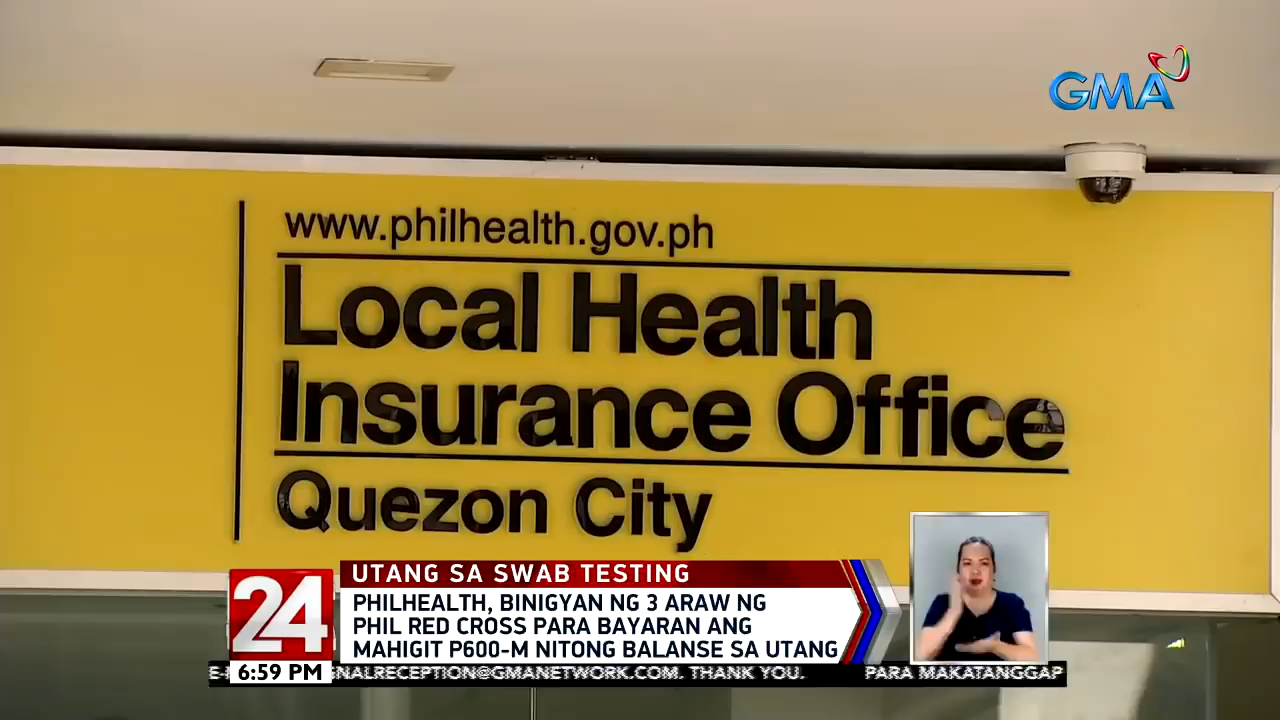 GMA
www.philhealth.gov.ph
Local Health
Insurance Office
Quezon City
UTANG SA SWAB TESTING
24
PHILHEALTH, BINIGYAN NG 3 ARAW NG
PHIL RED CROSS PARA BAYARAN ANG
MAHIGIT P600-M NITONG BALANSE SA UTANG
6:59 PM
NALRECEPTION@GMANETWORK.COM. THANK YOU. PARA MAKATANGGAP